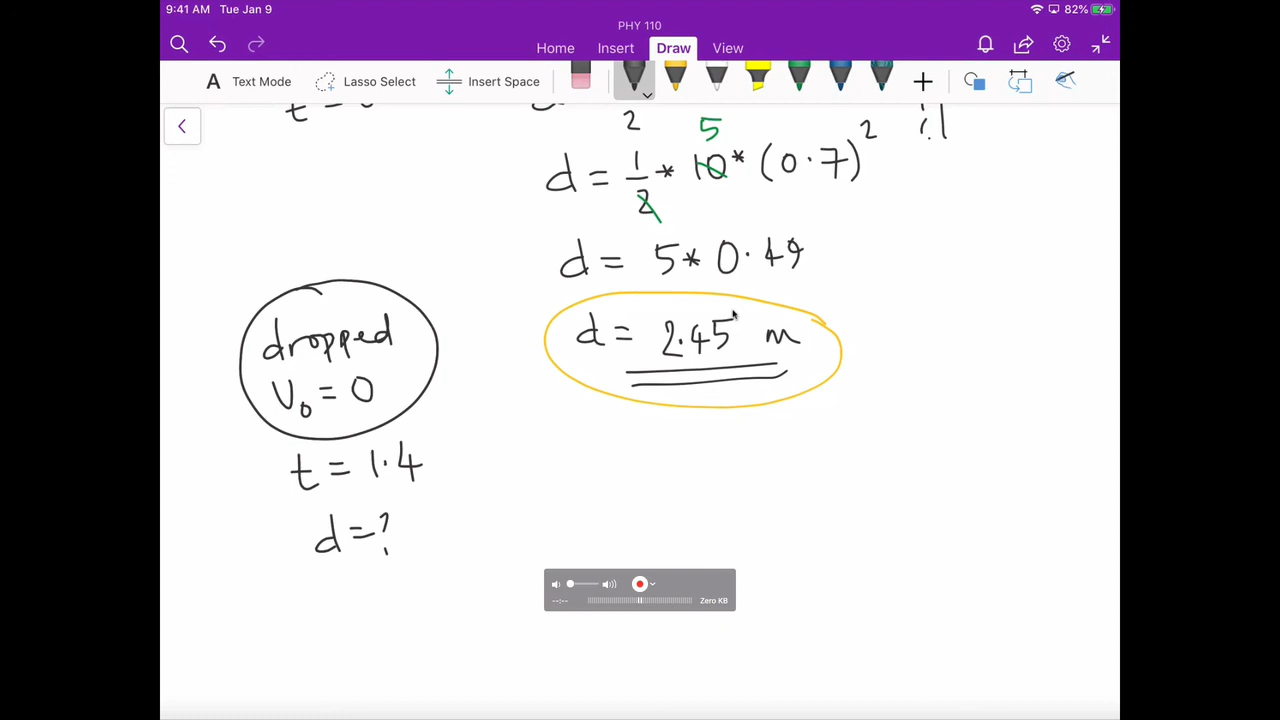 9:41 AM Tue Jan 9
82%
PHY 110
Home Insert Draw View
A Text Mode Lasso Select Insert Space
2
d = 1/2 * 10 * (0.7)²
5
d = 5 * 0.49
d = 2.45 m
dropped
V₀ = 0
t = 1.4
d = ?
--:-- Zero KB